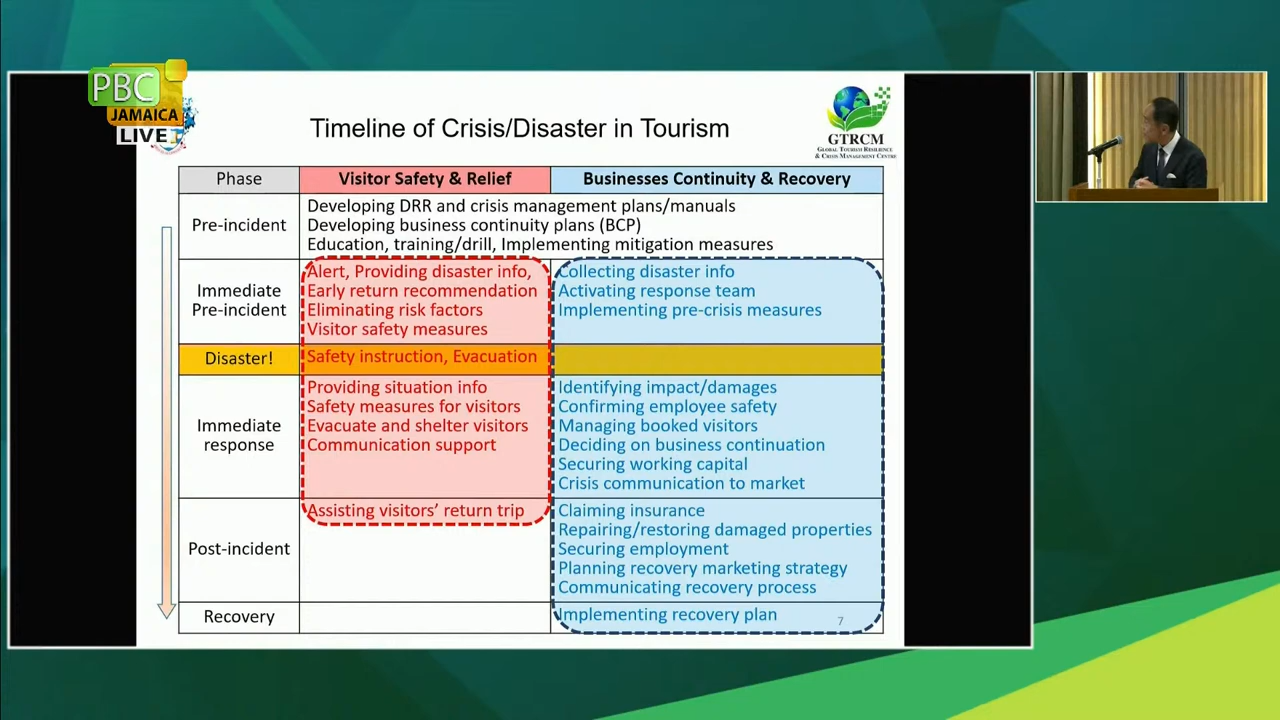 PBC
JAMAICA
LIVE
Timeline of Crisis/Disaster in Tourism
GTRCM
GLOBAL TOURISM RESILIENCE
& CRISIS MANAGEMENT CENTRE
Phase
Visitor Safety & Relief
Businesses Continuity & Recovery
Pre-incident
Developing DRR and crisis management plans/manuals
Developing business continuity plans (BCP)
Education, training/drill, Implementing mitigation measures
Immediate
Pre-incident
Alert, Providing disaster info,
Early return recommendation
Eliminating risk factors
Visitor safety measures
Collecting disaster info
Activating response team
Implementing pre-crisis measures
Disaster!
Safety instruction, Evacuation
Immediate
response
Providing situation info
Safety measures for visitors
Evacuate and shelter visitors
Communication support
Identifying impact/damages
Confirming employee safety
Managing booked visitors
Deciding on business continuation
Securing working capital
Crisis communication to market
Post-incident
Assisting visitors’ return trip
Claiming insurance
Repairing/restoring damaged properties
Securing employment
Planning recovery marketing strategy
Communicating recovery process
Recovery
Implementing recovery plan
7